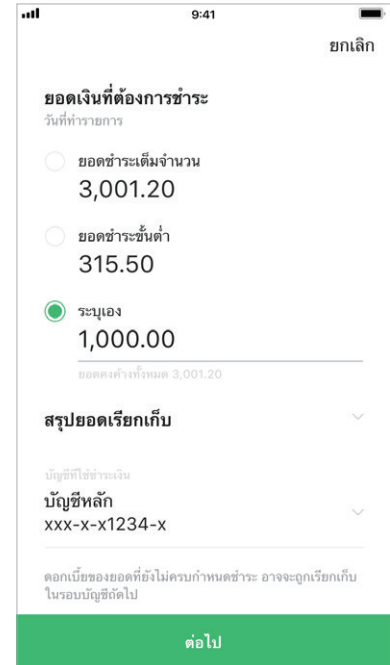 9:41
ยกเลิก
ยอดเงินที่ต้องการชำระ
วันที่ทำรายการ
ยอดชำระเต็มจำนวน
3,001.20
ยอดชำระขั้นต่ำ
315.50
ระบุเอง
1,000.00
ยอดคงค้างทั้งหมด 3,001.20
สรุปยอดเรียกเก็บ
บัญชีที่ใช้ชำระเงิน
บัญชีหลัก
xxx-x-x1234-x
ดอกเบี้ยของยอดที่ยังไม่ครบกำหนดชำระ อาจจะถูกเรียกเก็บ
ในรอบบัญชีถัดไป
ต่อไป